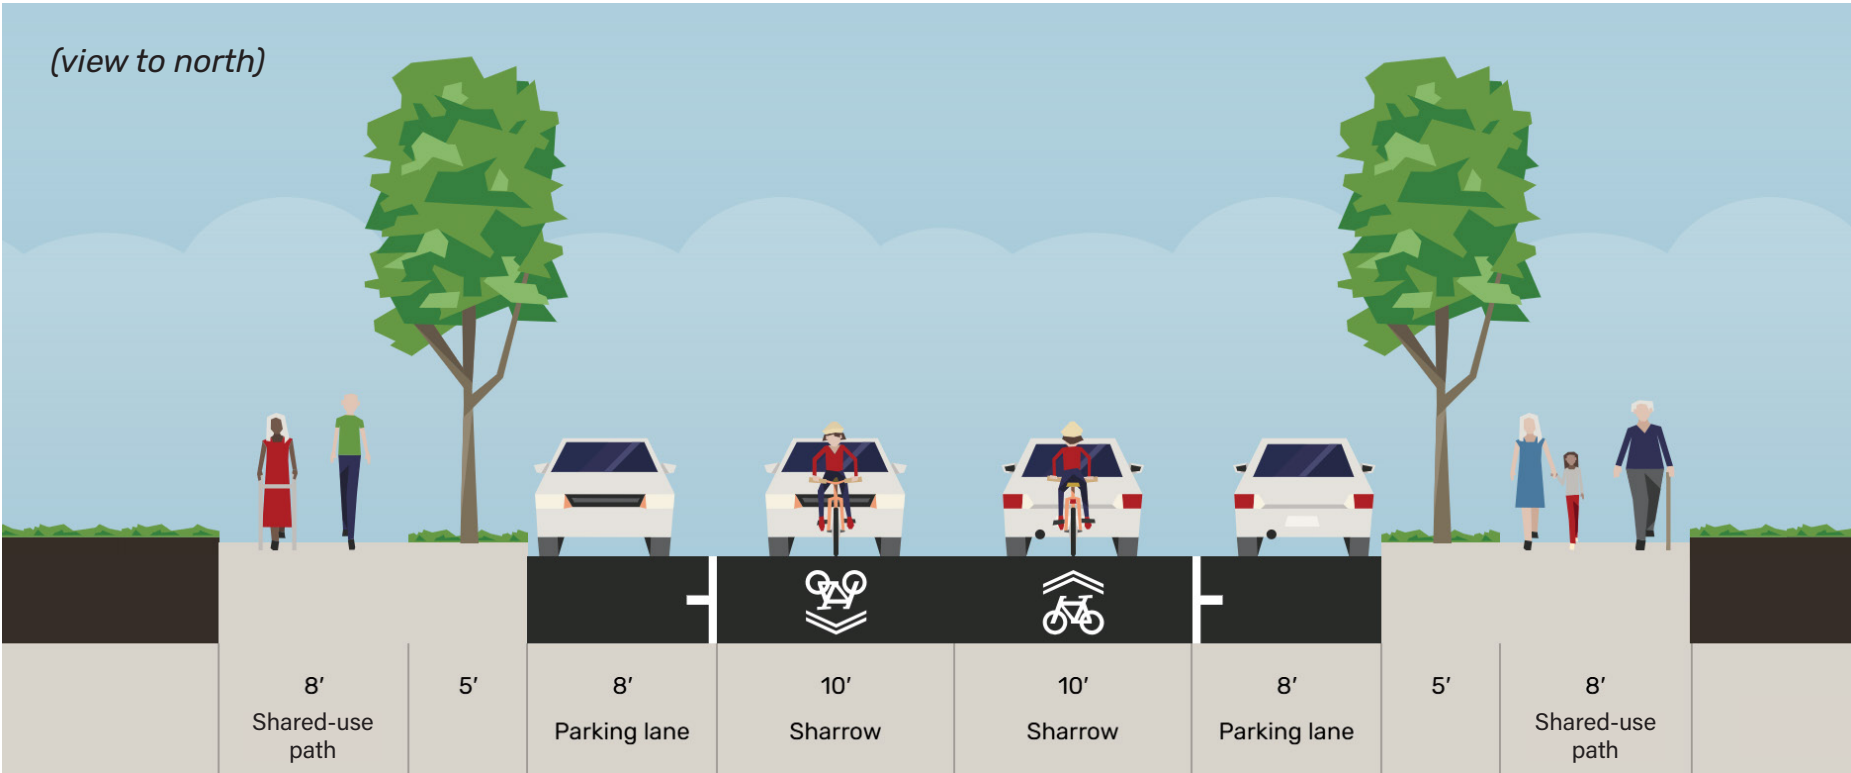 (view to north)
8’ 5’ 8’ 10’ 10’ 8’ 5’ 8’
Shared-use path Parking lane Sharrow Sharrow Parking lane Shared-use path